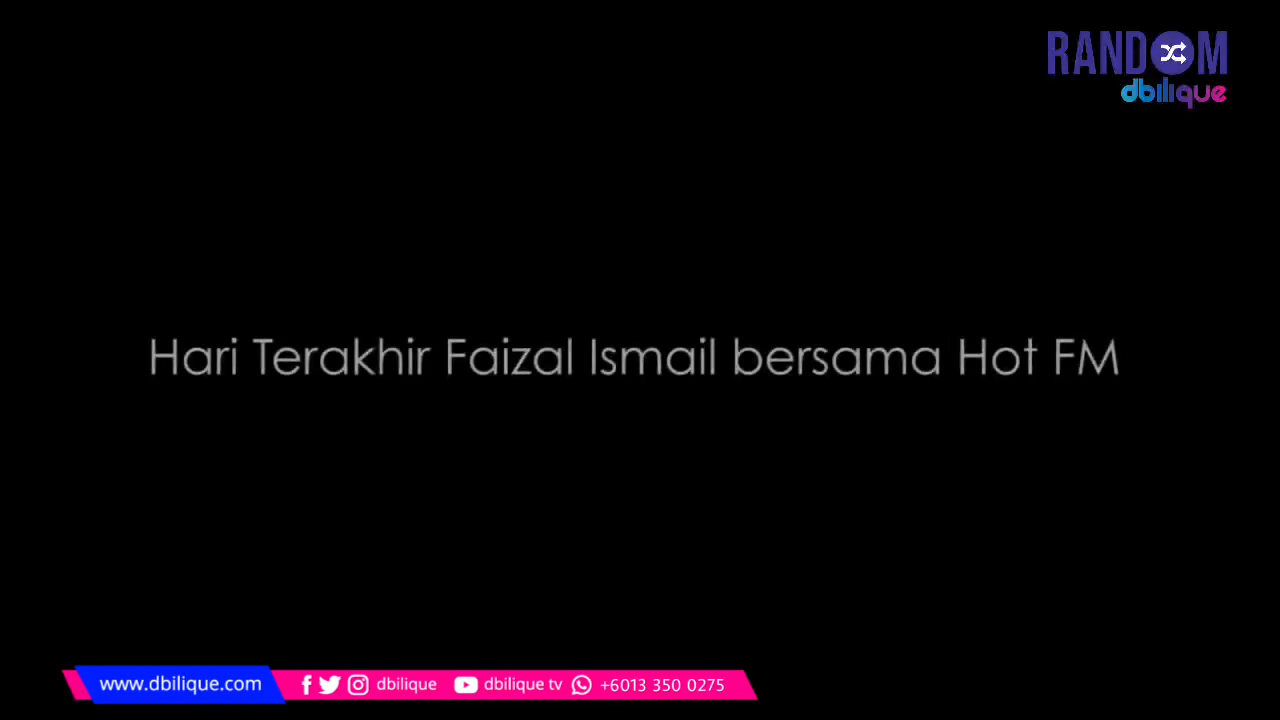 RANDOM
dbilique
Hari Terakhir Faizal Ismail bersama Hot FM
www.dbilique.com dbilique dbilique tv +6013 350 0275